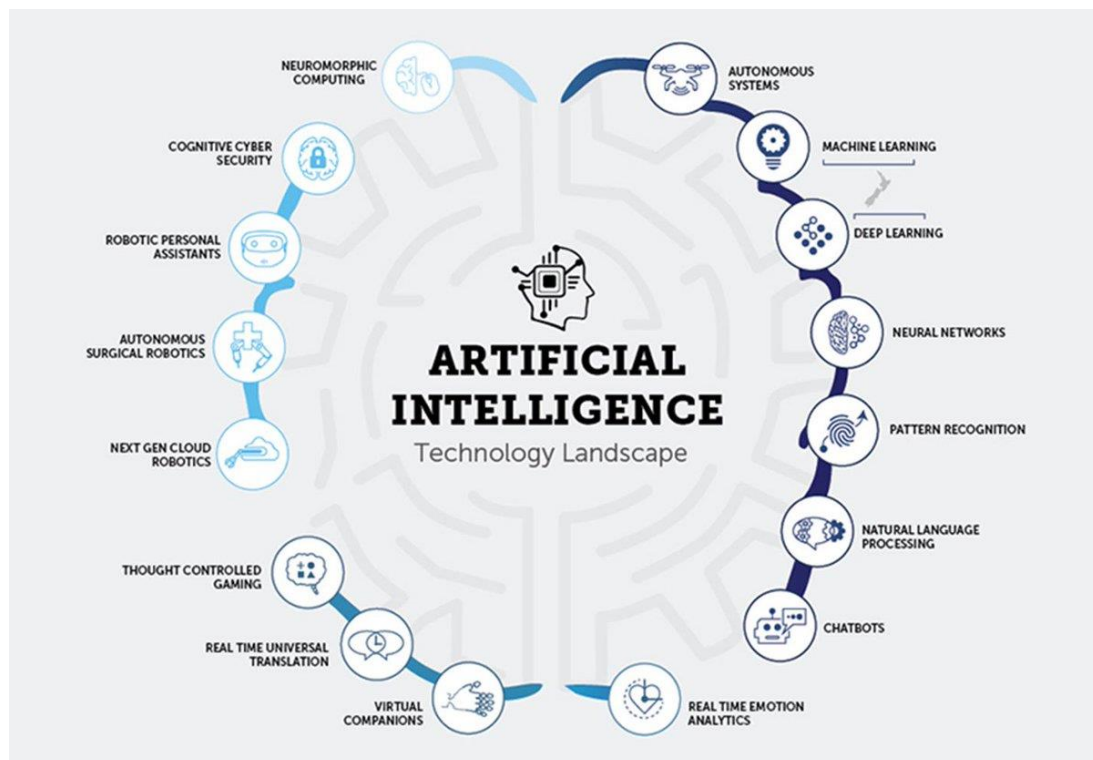 NEUROMORPHIC
COMPUTING
COGNITIVE CYBER
SECURITY
ROBOTIC PERSONAL
ASSISTANTS
AUTONOMOUS
SURGICAL ROBOTICS
NEXT GEN CLOUD
ROBOTICS
THOUGHT CONTROLLED
GAMING
REAL TIME UNIVERSAL
TRANSLATION
VIRTUAL
COMPANIONS
ARTIFICIAL
INTELLIGENCE
Technology Landscape
AUTONOMOUS
SYSTEMS
MACHINE LEARNING
DEEP LEARNING
NEURAL NETWORKS
PATTERN RECOGNITION
NATURAL LANGUAGE
PROCESSING
CHATBOTS
REAL TIME EMOTION
ANALYTICS